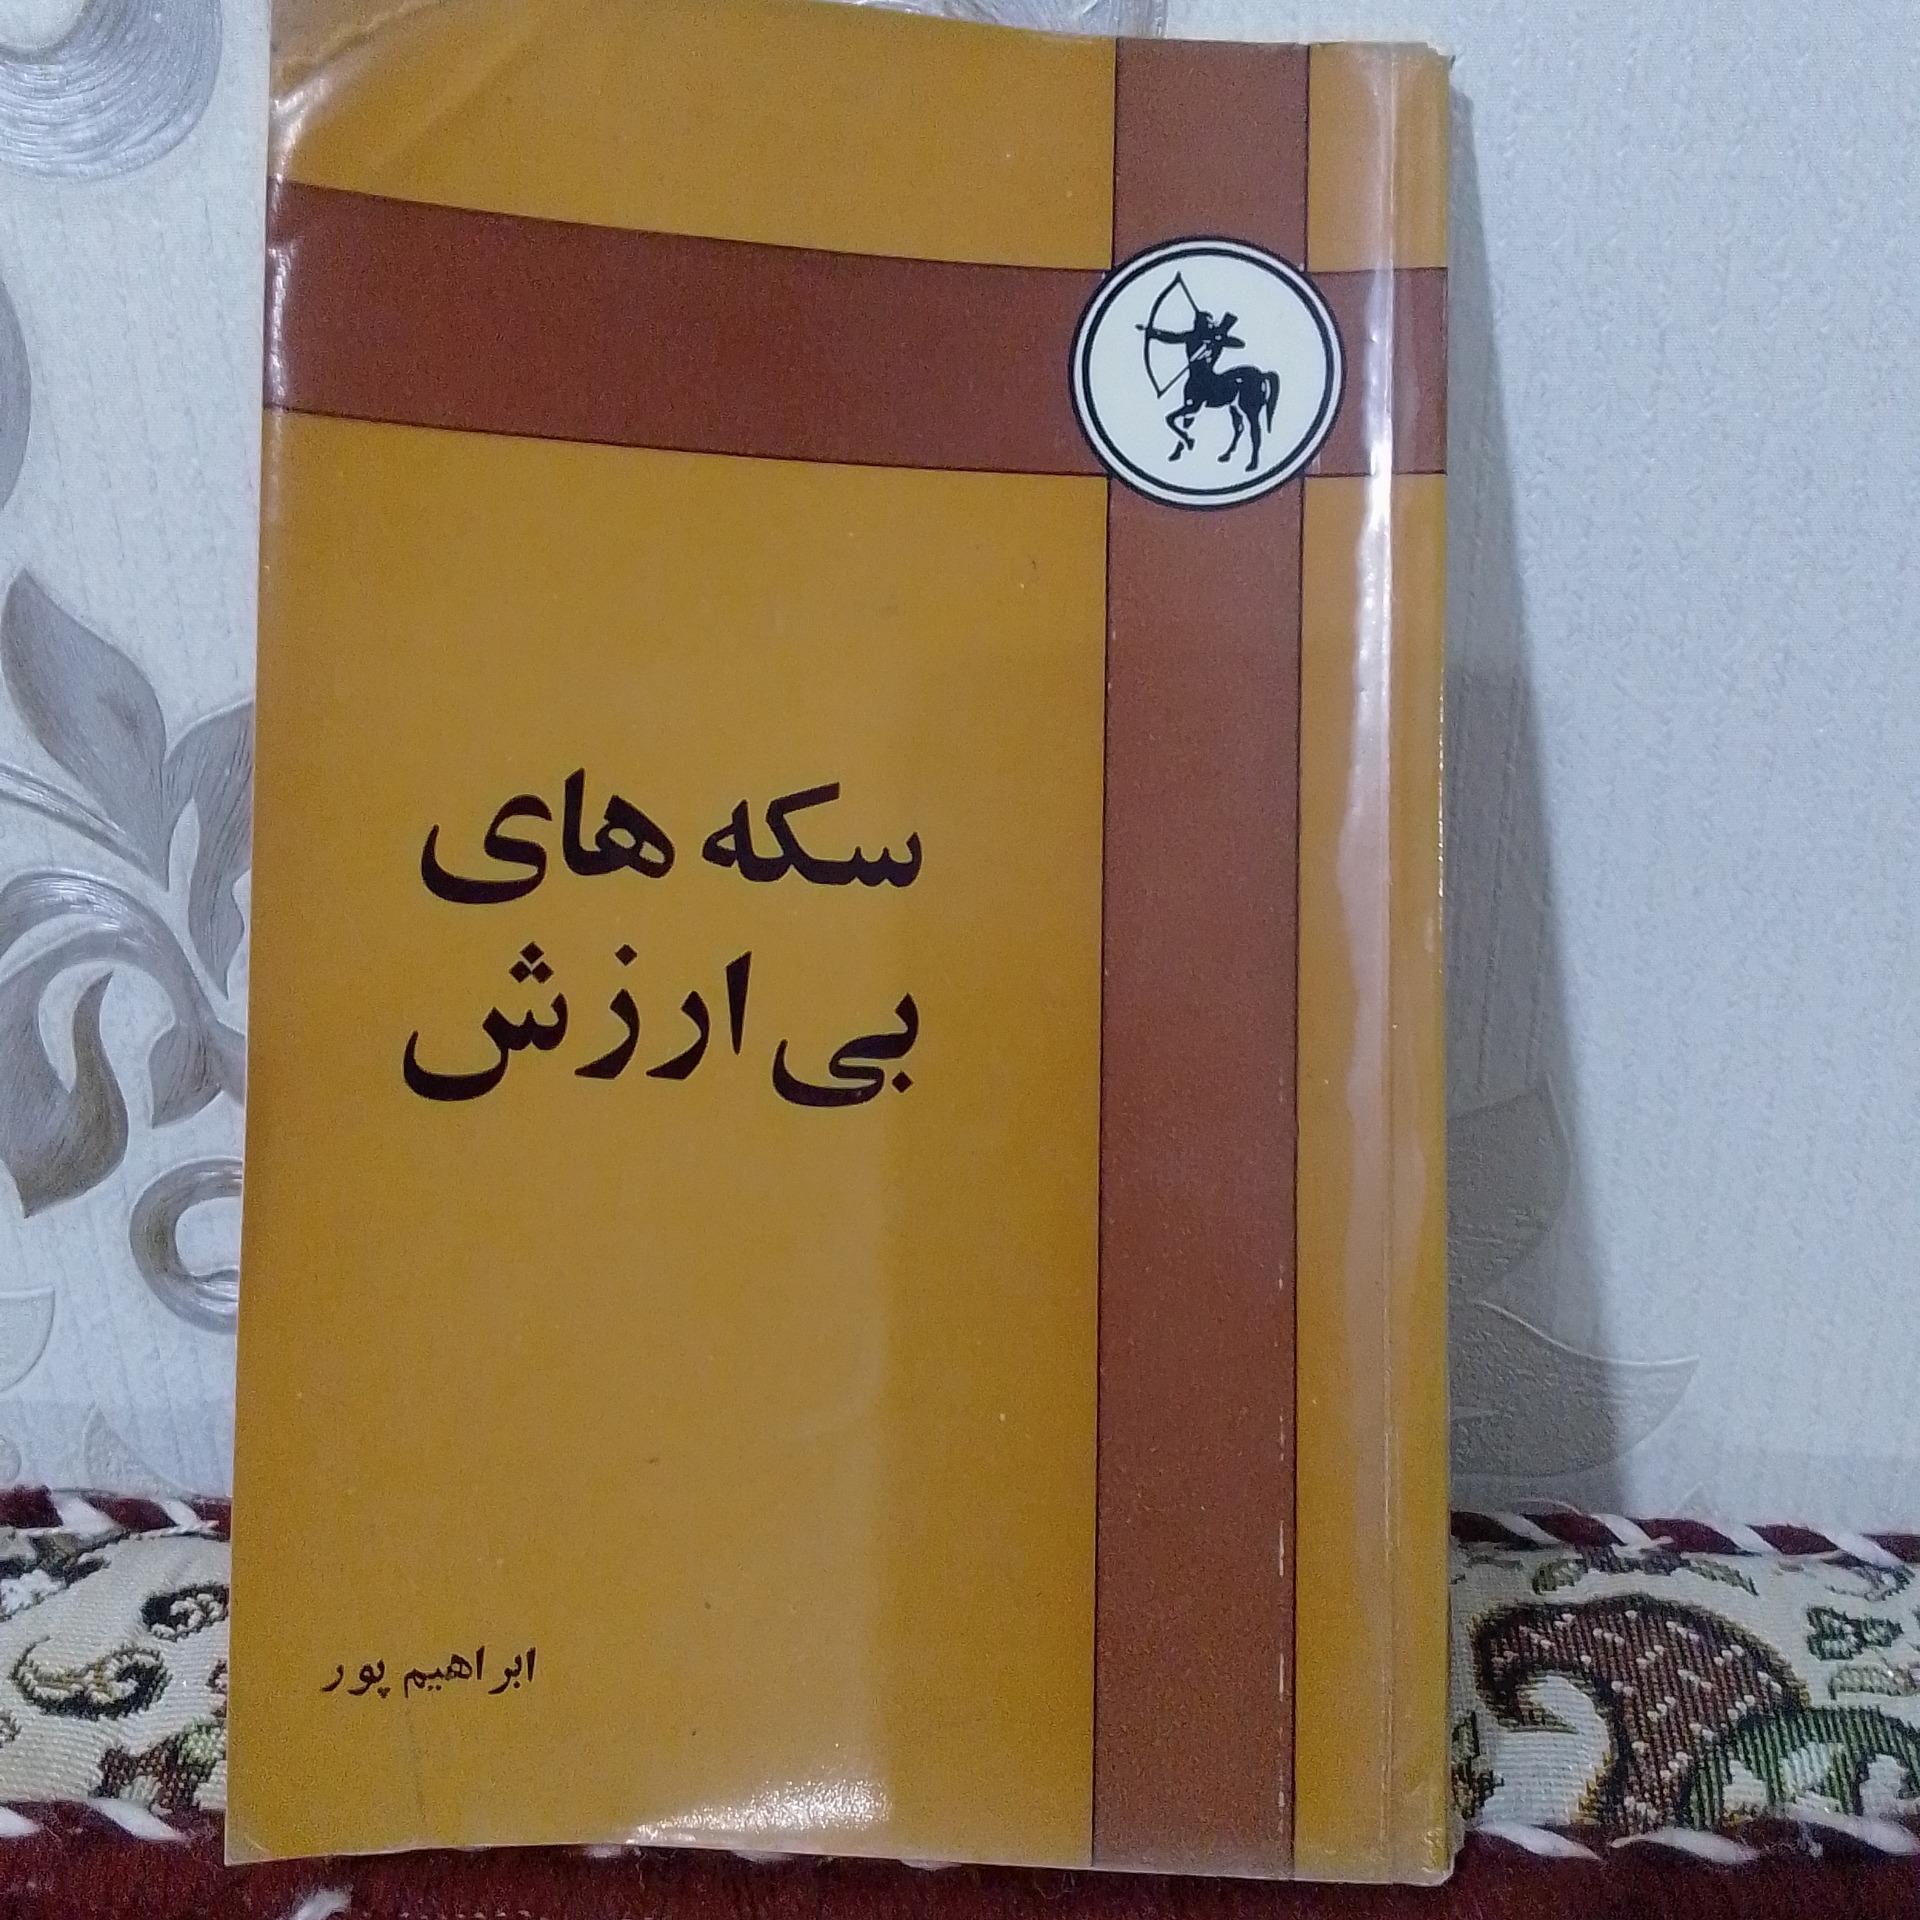 سکه های
بی ارزش
ابراهیم پور